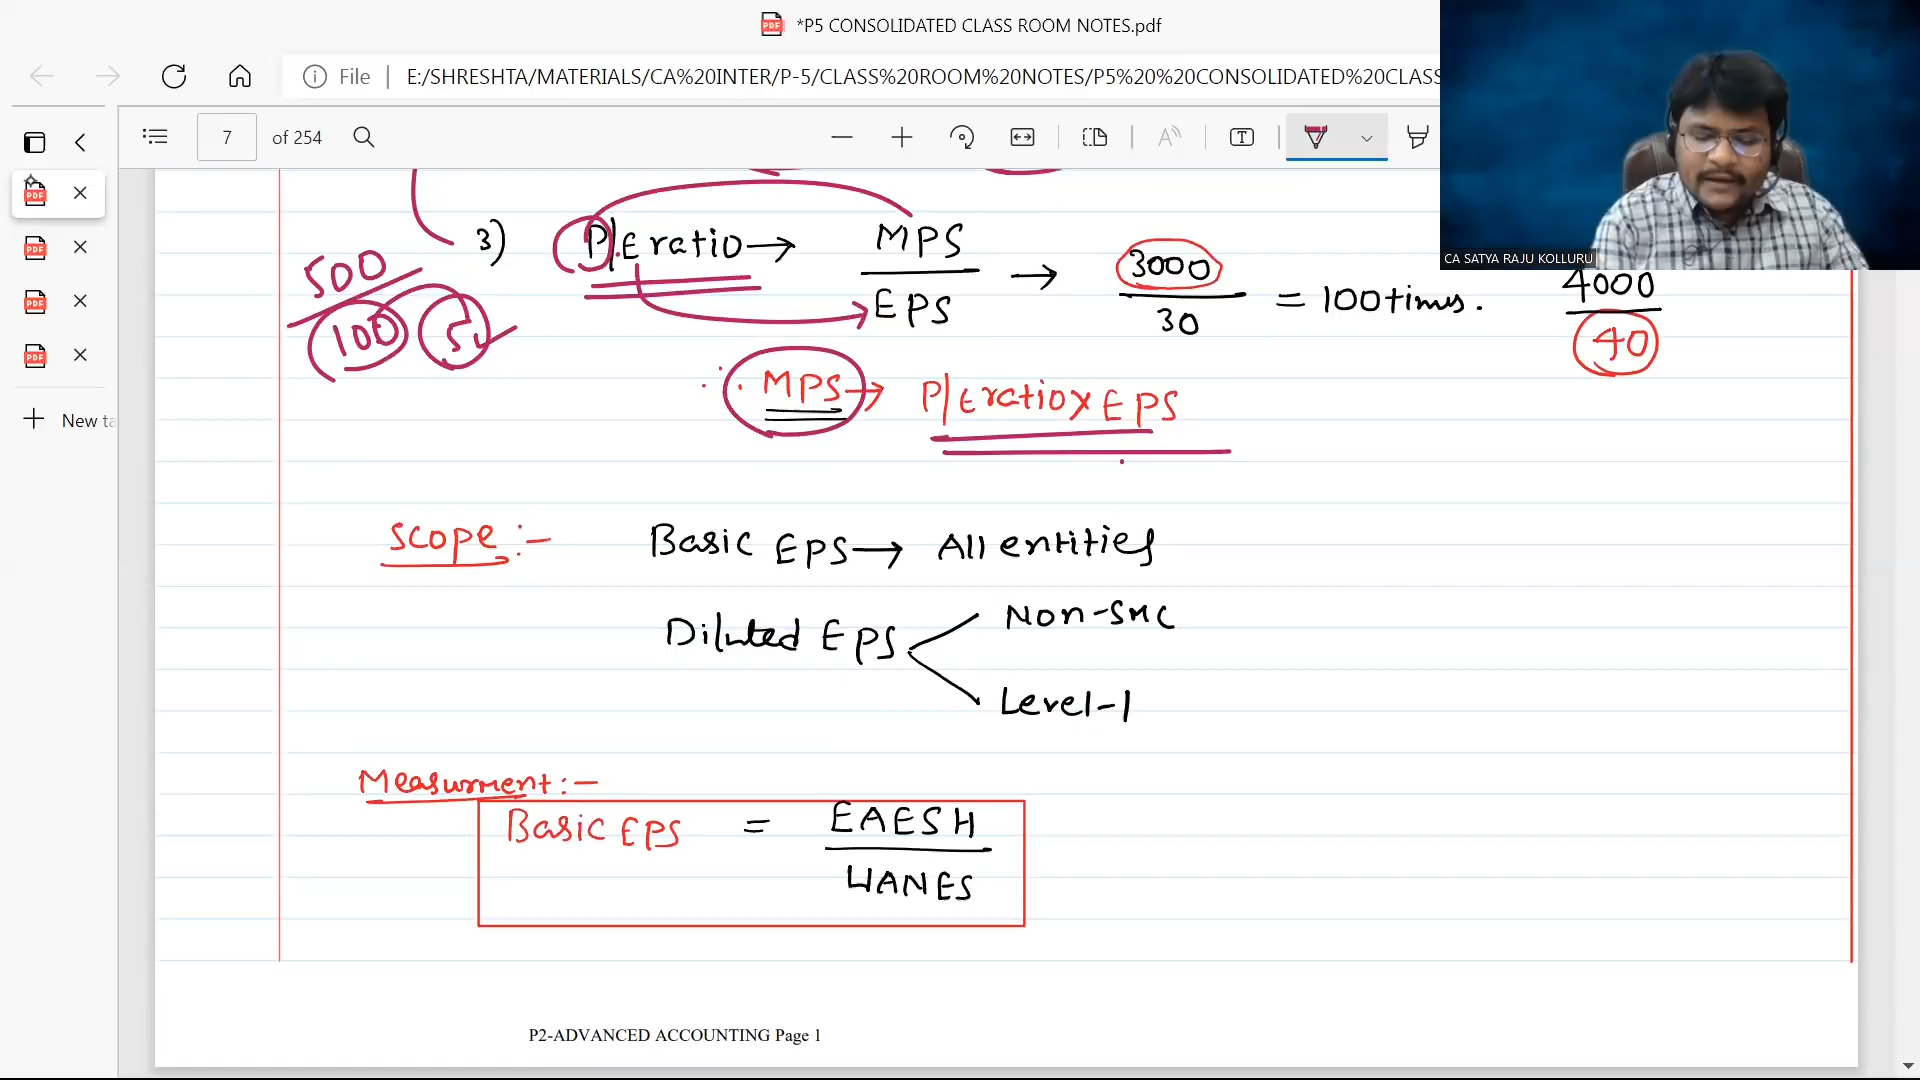 *P5 CONSOLIDATED CLASS ROOM NOTES.pdf
File | E:/SHRESHTA/MATERIALS/CA%20INTER/P-5/CLASS%20ROOM%20NOTES/P5%20%20CONSOLIDATED%20CLASS
7 of 254
CA SATYA RAJU KOLLURU
New ta
3) P/E ratio → MPS / EPS → 3000 / 30 = 100 times. 4000 / 40
500 / 100 5
∴ MPS → P/E ratio x EPS
Scope :- Basic EPS → All entities
Diluted EPS Non-SMC
Level-1
Measurment :-
Basic EPS = EAESH / WANES
P2-ADVANCED ACCOUNTING Page 1